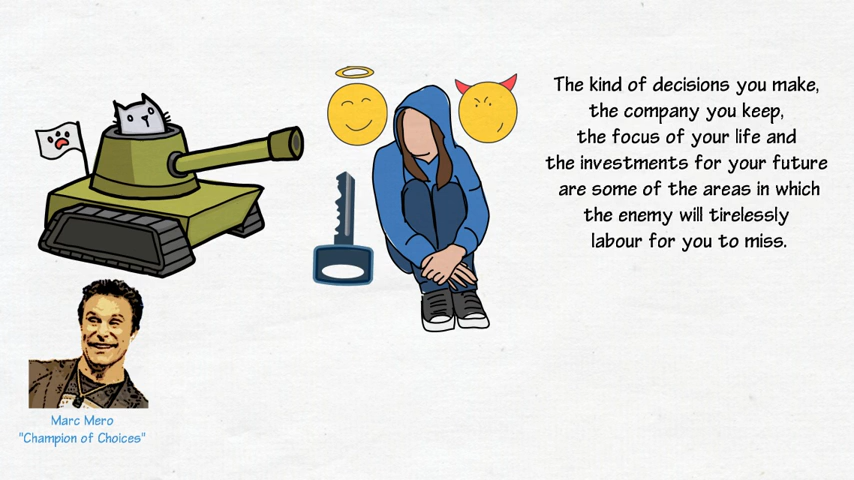 The kind of decisions you make,
the company you keep,
the focus of your life and
the investments for your future
are some of the areas in which
the enemy will tirelessly
labour for you to miss.
Marc Mero
"Champion of Choices"